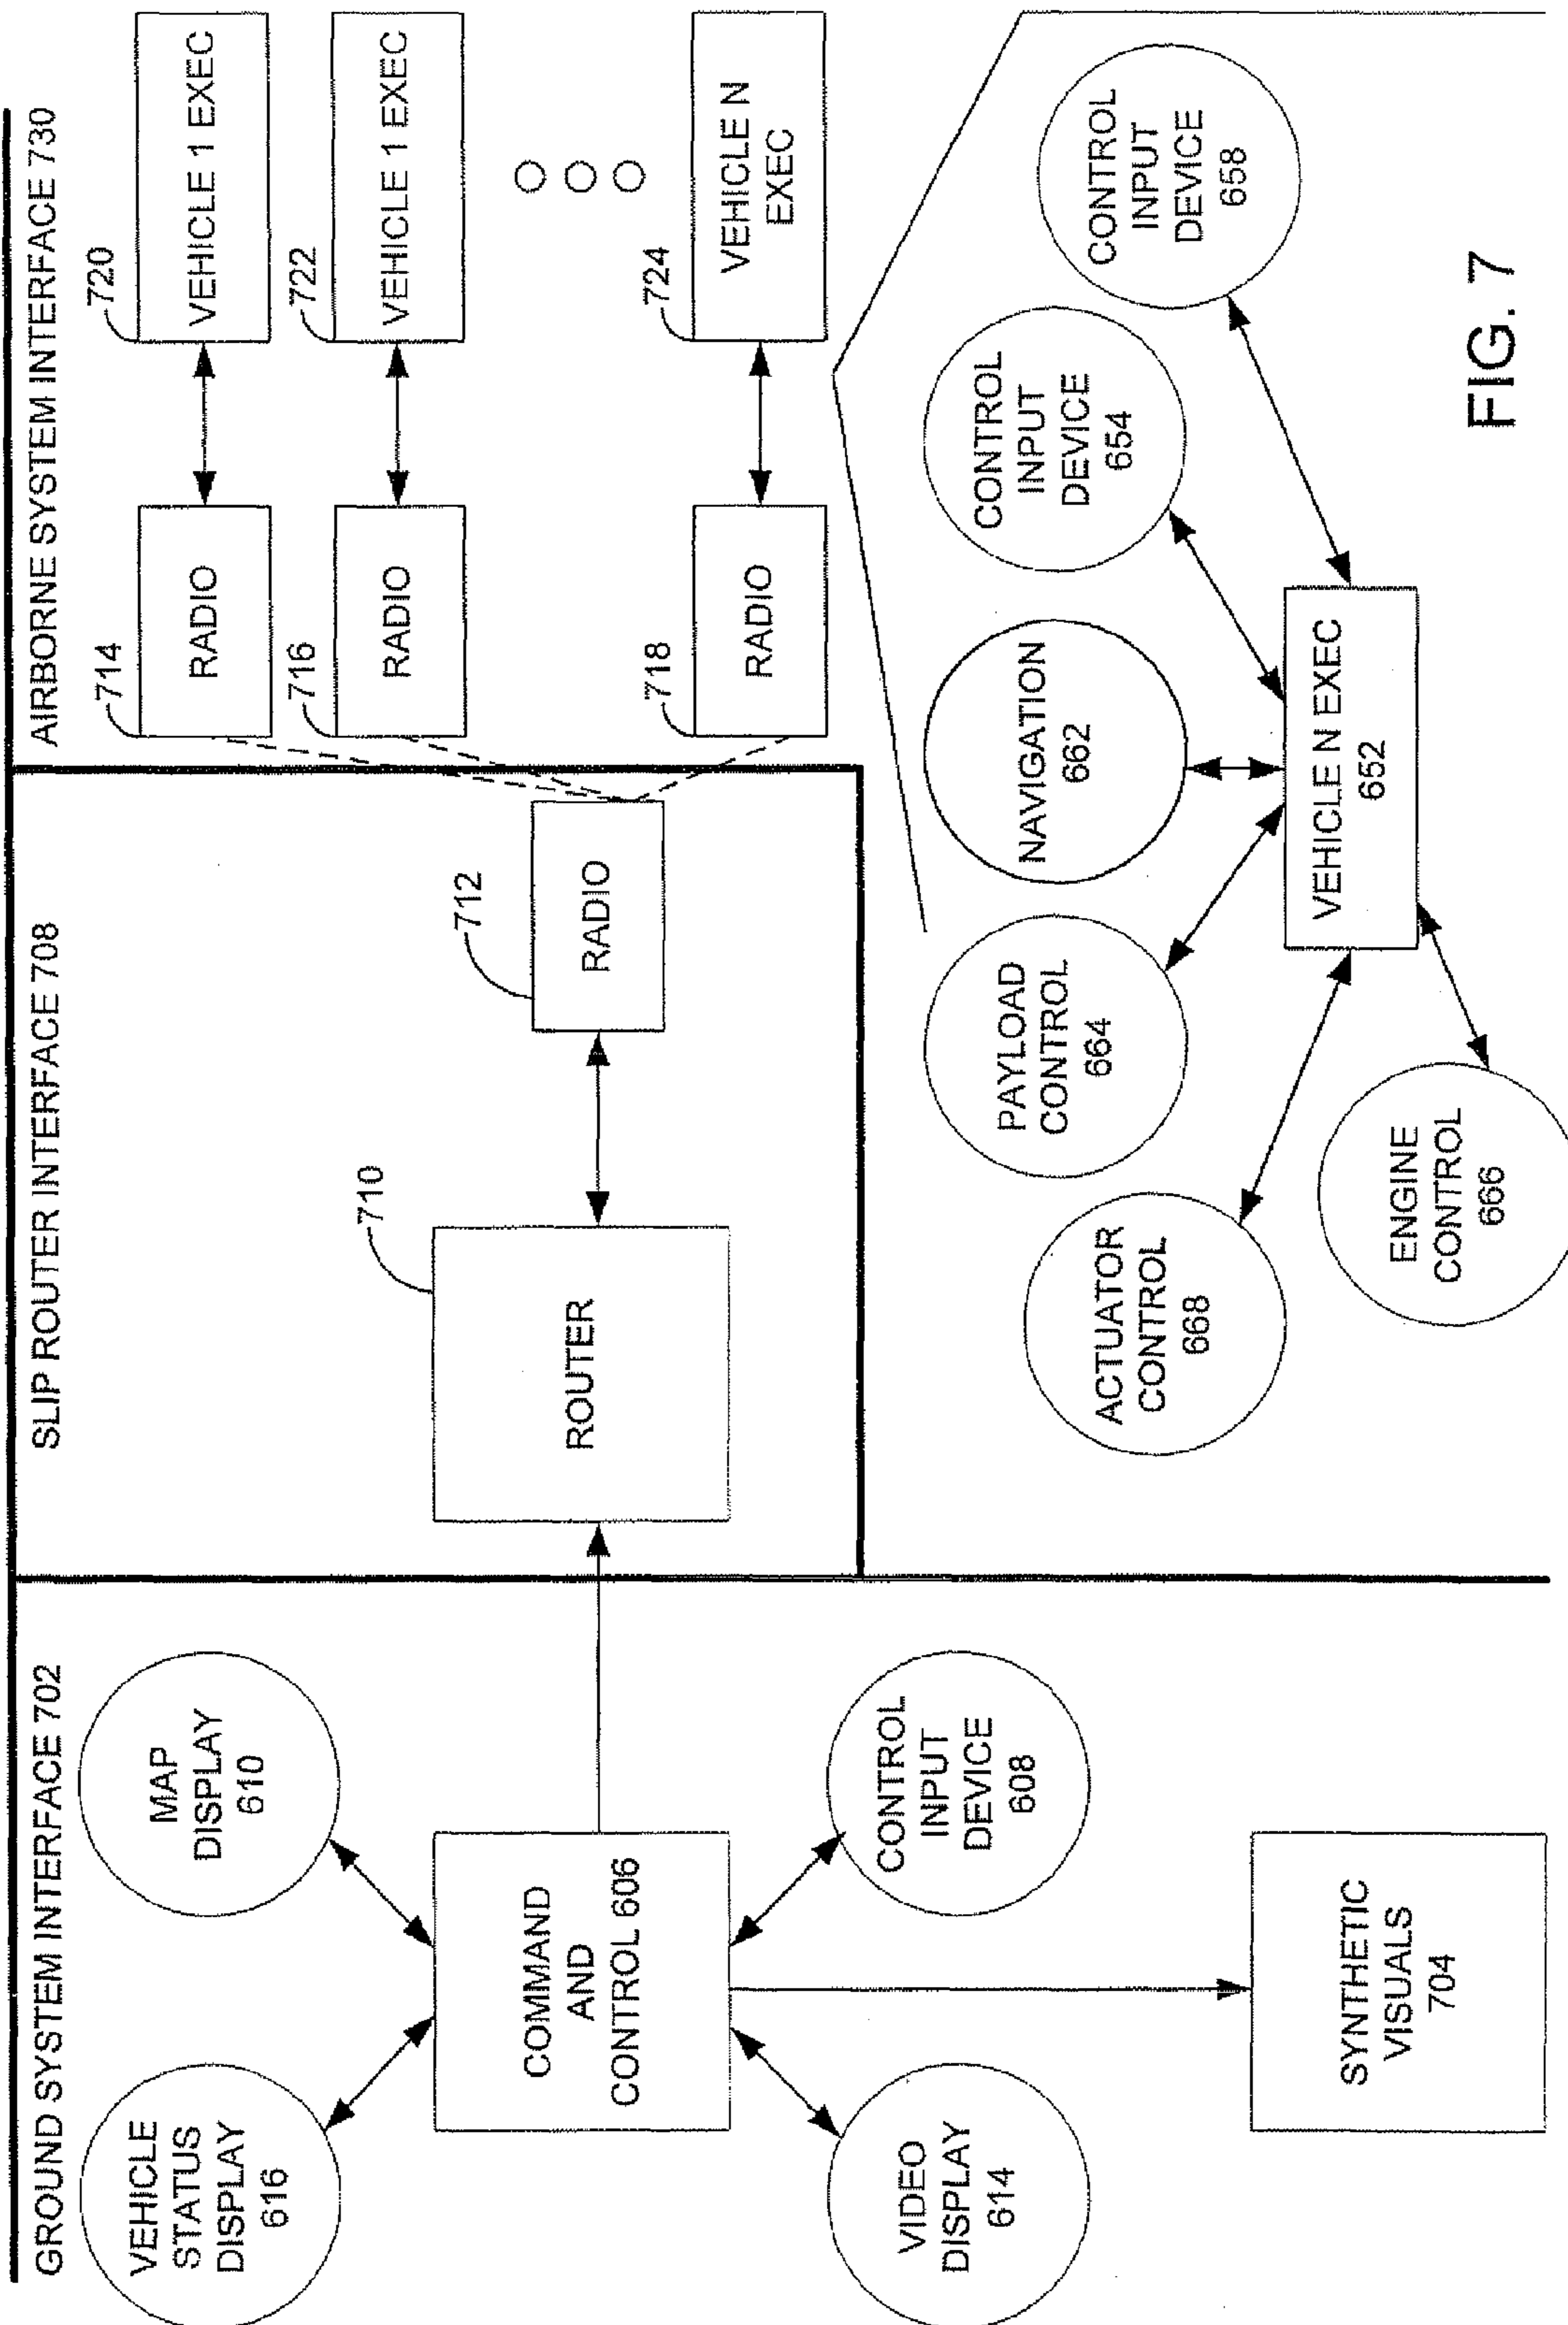 GROUND SYSTEM INTERFACE 702
VEHICLE
STATUS
DISPLAY
616
MAP
DISPLAY
610
COMMAND
AND
CONTROL 606
VIDEO
DISPLAY
614
CONTROL
INPUT
DEVICE
608
SYNTHETIC
VISUALS
704
SLIP ROUTER INTERFACE 708
710
ROUTER
712
RADIO
AIRBORNE SYSTEM INTERFACE 730
714
RADIO
720
VEHICLE 1 EXEC
716
RADIO
722
VEHICLE 1 EXEC
718
RADIO
724
VEHICLE N
EXEC
ACTUATOR
CONTROL
668
PAYLOAD
CONTROL
664
NAVIGATION
662
CONTROL
INPUT
DEVICE
654
CONTROL
INPUT
DEVICE
658
ENGINE
CONTROL
666
VEHICLE N EXEC
652
FIG. 7